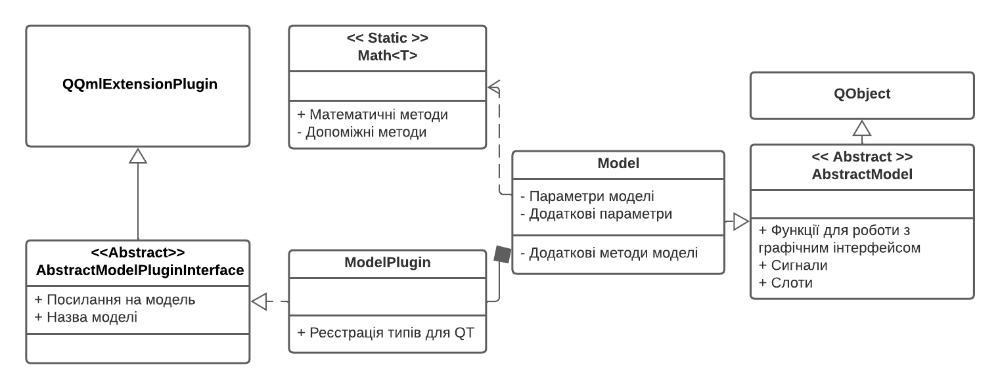 QQmlExtensionPlugin
<< Static >>
Math<T>
+ Математичні методи
- Допоміжні методи
QObject
Model
- Параметри моделі
- Додаткові параметри
- Додаткові методи моделі
<< Abstract >>
AbstractModel
+ Функції для роботи з
графічним інтерфейсом
+ Сигнали
+ Слоти
<<Abstract>>
AbstractModelPluginInterface
+ Посилання на модель
+ Назва моделі
ModelPlugin
+ Реєстрація типів для QT